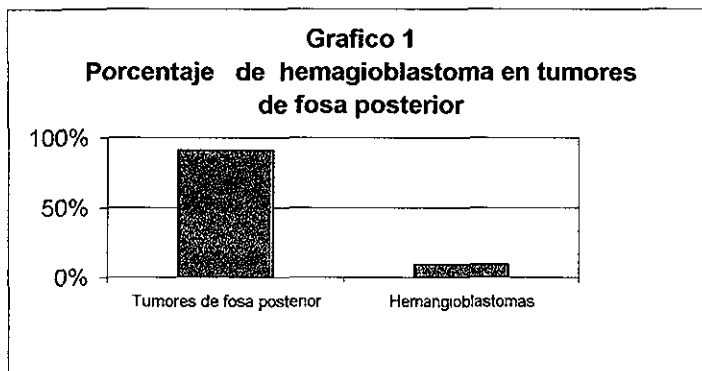 Grafico 1
Porcentaje de hemagioblastoma en tumores
de fosa posterior
100%
50%
0%
Tumores de fosa posterior Hemangioblastomas